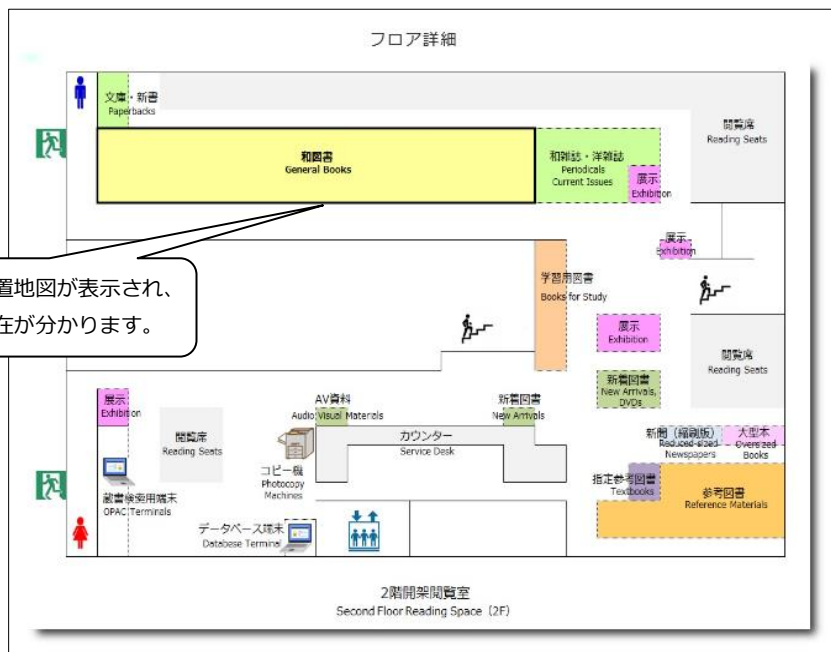 フロア詳細
文庫・新書
Paperbacks
閲覧席
Reading Seats
和図書
General Books
和雑誌・洋雑誌
Periodicals
Current Issues
展示
Exhibition
展示
Exhibition
置地図が表示され、
在が分かります。
学習用図書
Books for Study
展示
Exhibition
閲覧席
Reading Seats
新着図書
New Arrivals,
DVDs
展示
Exhibition
閲覧席
Reading Seats
AV資料
Audio Visual Materials
新着図書
New Arrivals
カウンター
Service Desk
コピー機
Photocopy
Machines
新聞(縮刷版)
Reduced-sized
Newspapers
大型本
Oversized
Books
指定参考図書
Textbooks
参考図書
Reference Materials
蔵書検索用端末
OPAC Terminals
データベース端末
Database Terminal
2階開架閲覧室
Second Floor Reading Space (2F)